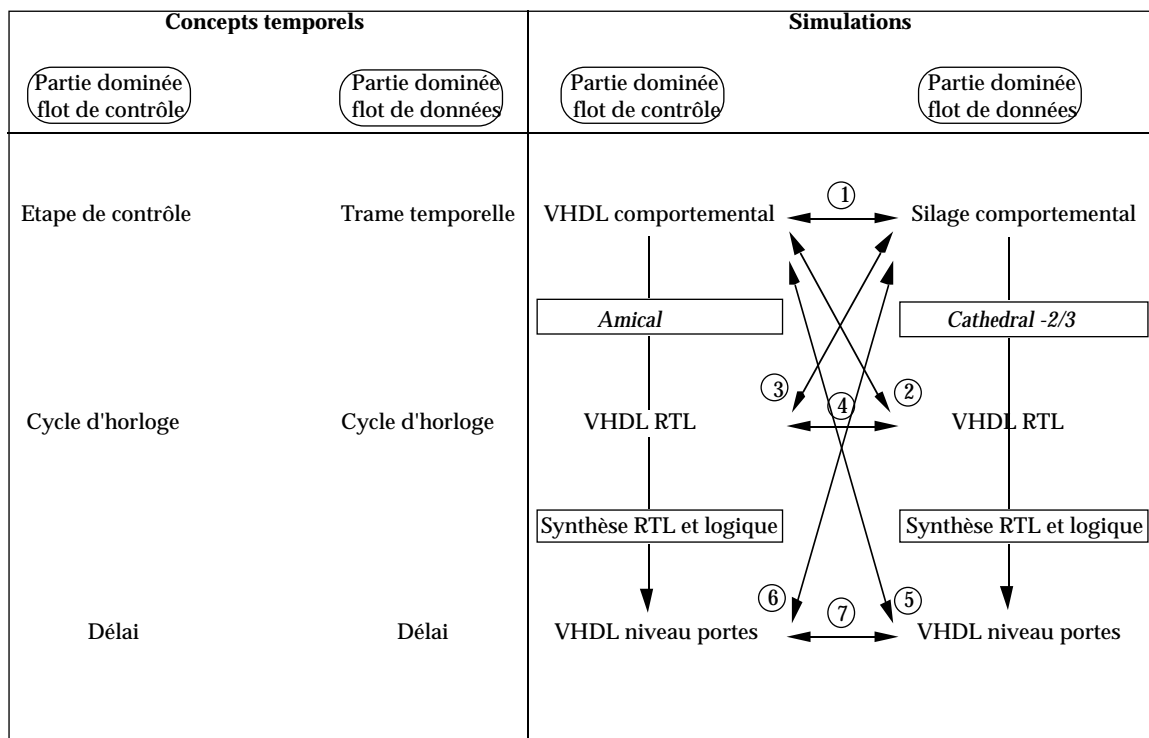 Concepts temporels
Simulations
Partie dominée
flot de contrôle
Partie dominée
flot de données
Partie dominée
flot de contrôle
Partie dominée
flot de données
1
Etape de contrôle
Trame temporelle
VHDL comportemental
Silage comportemental
Amical
Cathedral -2/3
3
4
2
Cycle d'horloge
Cycle d'horloge
VHDL RTL
VHDL RTL
Synthèse RTL et logique
Synthèse RTL et logique
6
7
5
Délai
Délai
VHDL niveau portes
VHDL niveau portes